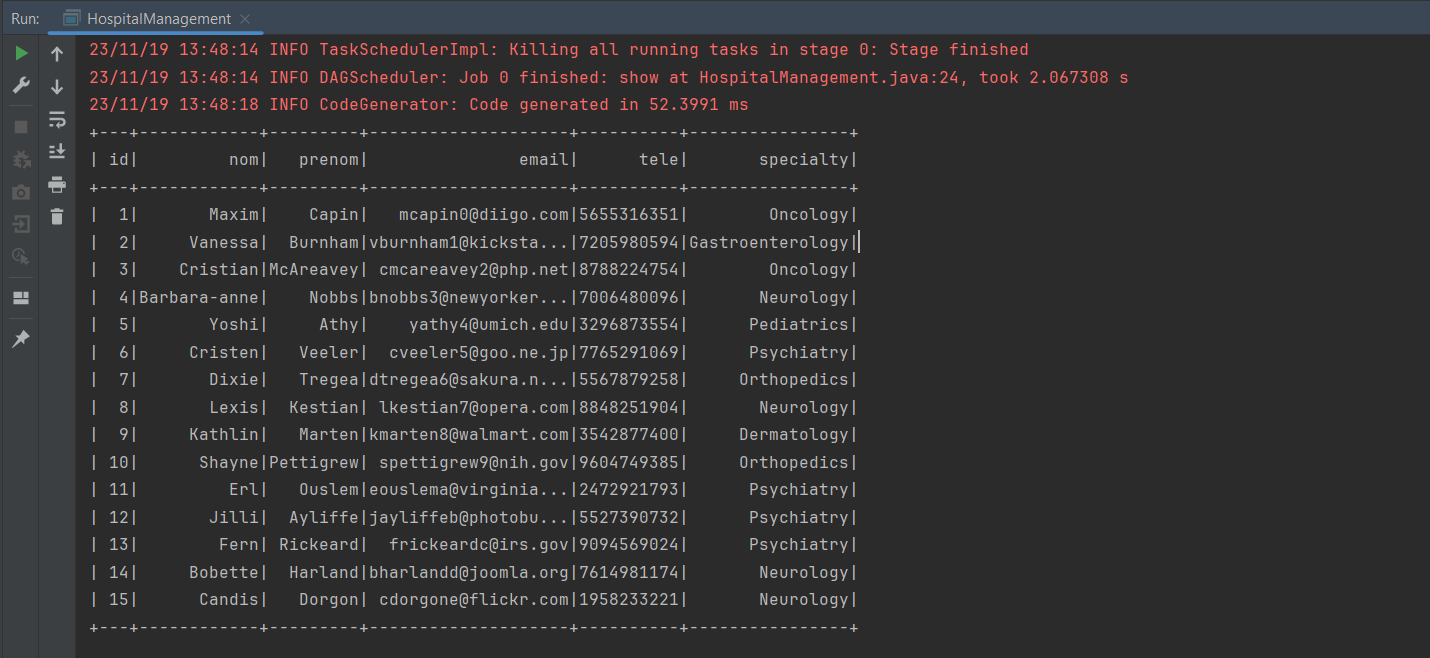 Run: HospitalManagement
23/11/19 13:48:14 INFO TaskSchedulerImpl: Killing all running tasks in stage 0: Stage finished
23/11/19 13:48:14 INFO DAGScheduler: Job 0 finished: show at HospitalManagement.java:24, took 2.067308 s
23/11/19 13:48:18 INFO CodeGenerator: Code generated in 52.3991 ms
+---+------------+---------+--------------------+----------+----------------+
| id|         nom|   prenom|               email|      tele|       specialty|
+---+------------+---------+--------------------+----------+----------------+
|  1|       Maxim|    Capin|   mcapin0@diigo.com|5655316351|        Oncology|
|  2|     Vanessa|  Burnham|vburnham1@kicksta...|7205980594|Gastroenterology|
|  3|    Cristian|McAreavey| cmcareavey2@php.net|8788224754|        Oncology|
|  4|Barbara-anne|    Nobbs|bnobbs3@newyorker...|7006480096|       Neurology|
|  5|       Yoshi|     Athy|    yathy4@umich.edu|3296873554|      Pediatrics|
|  6|     Cristen|   Veeler|  cveeler5@goo.ne.jp|7765291069|      Psychiatry|
|  7|       Dixie|   Tregea|dtregea6@sakura.n...|5567879258|     Orthopedics|
|  8|       Lexis|  Kestian| lkestian7@opera.com|8848251904|       Neurology|
|  9|     Kathlin|   Marten|kmarten8@walmart.com|3542877400|     Dermatology|
| 10|      Shayne|Pettigrew| spettigrew9@nih.gov|9604749385|     Orthopedics|
| 11|         Erl|   Ouslem|eouslema@virginia...|2472921793|      Psychiatry|
| 12|       Jilli|  Ayliffe|jayliffeb@photobu...|5527390732|      Psychiatry|
| 13|        Fern| Rickeard|  frickeardc@irs.gov|9094569024|      Psychiatry|
| 14|     Bobette|  Harland|bharlandd@joomla.org|7614981174|       Neurology|
| 15|      Candis|   Dorgon| cdorgone@flickr.com|1958233221|       Neurology|
+---+------------+---------+--------------------+----------+----------------+